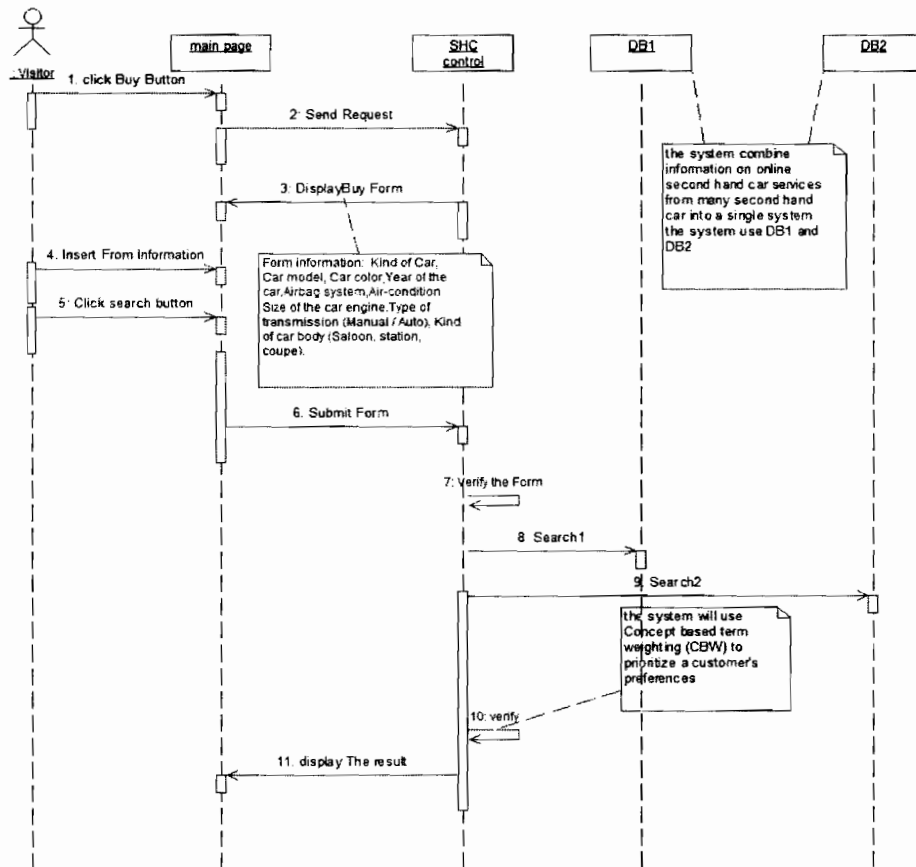 : Visitor
main page
SHC
control
DB1
DB2
1. click Buy Button
2: Send Request
the system combine
information on online
second hand car services
from many second hand
car into a single system
the system use DB1 and
DB2
3: DisplayBuy Form
4. Insert From Information
Form information: Kind of Car,
Car model, Car color,Year of the
car,Airbag system,Air-condition
Size of the car engine,Type of
transmission (Manual / Auto), Kind
of car body (Saloon, station,
coupe).
5: Click search button
6. Submit Form
7: Verify the Form
8. Search1
9. Search2
the system will use
Concept based term
weighting (CBW) to
prioritize a customer's
preferences
10: verify
11. display The result